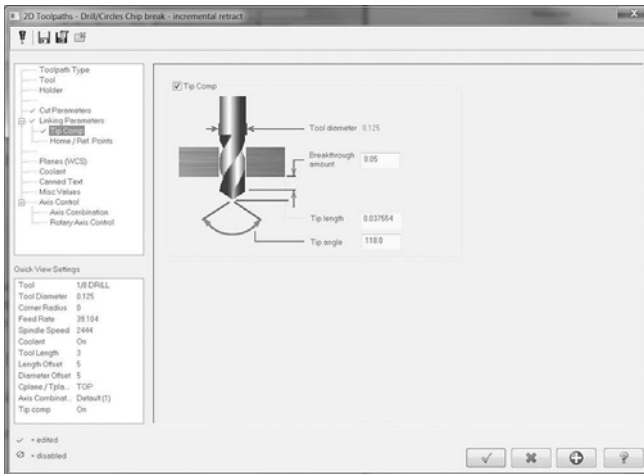 2D Toolpaths - Drill/Circles Chip break - incremental retract
Toolpath Type
Tool
Holder
Cut Parameters
Linking Parameters
Tip Comp
Home / Ref. Points
Planes (WCS)
Coolant
Canned Text
Misc Values
Axis Control
Axis Combination
Rotary Axis Control
Tip Comp
Tool diameter 0.125
Breakthrough amount 0.05
Tip length 0.037554
Tip angle 118.0
Quick View Settings
Tool 1/8 DRILL
Tool Diameter 0.125
Corner Radius 0
Feed Rate 39.104
Spindle Speed 2444
Coolant On
Tool Length 3
Length Offset 5
Diameter Offset 5
Cplane / Tpla... TOP
Axis Combinat... Default (1)
Tip comp On
= edited
= disabled